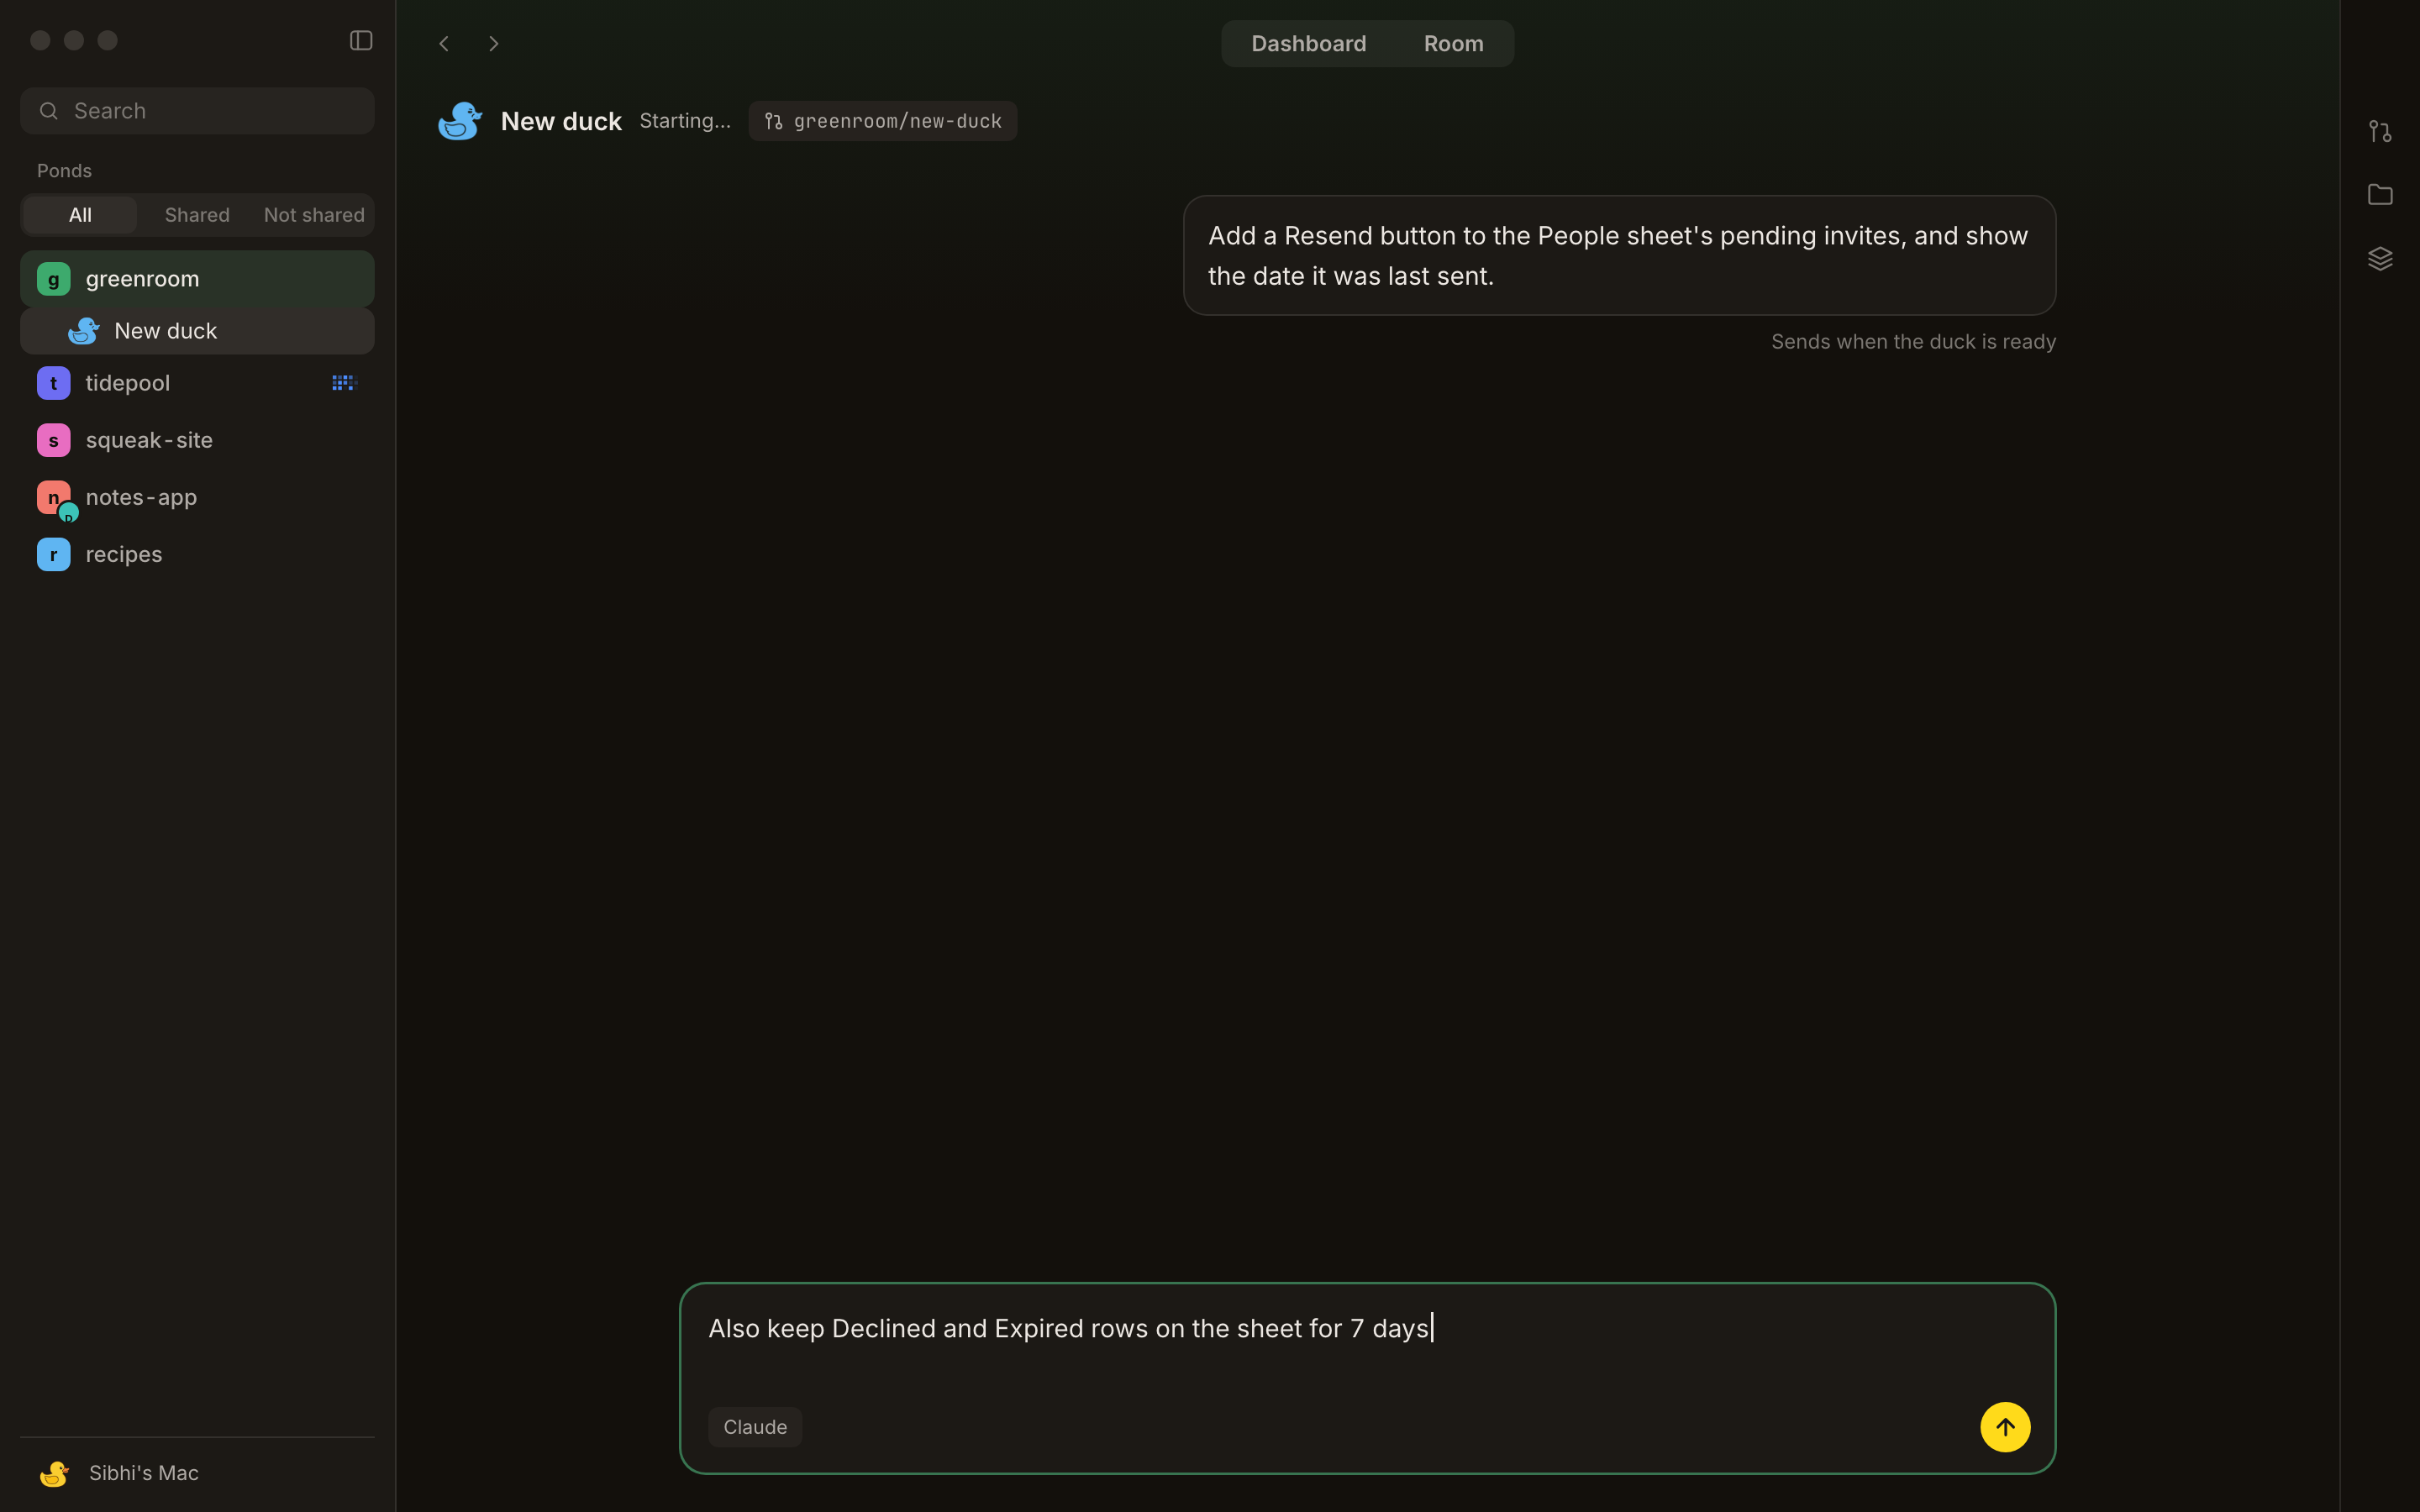 Search
Ponds
All Shared Not shared
g greenroom
New duck
t tidepool
s squeak-site
n notes-app
D
r recipes
Sibhi's Mac
Dashboard Room
New duck Starting... greenroom/new-duck
Add a Resend button to the People sheet's pending invites, and show
the date it was last sent.
Sends when the duck is ready
Also keep Declined and Expired rows on the sheet for 7 days
Claude